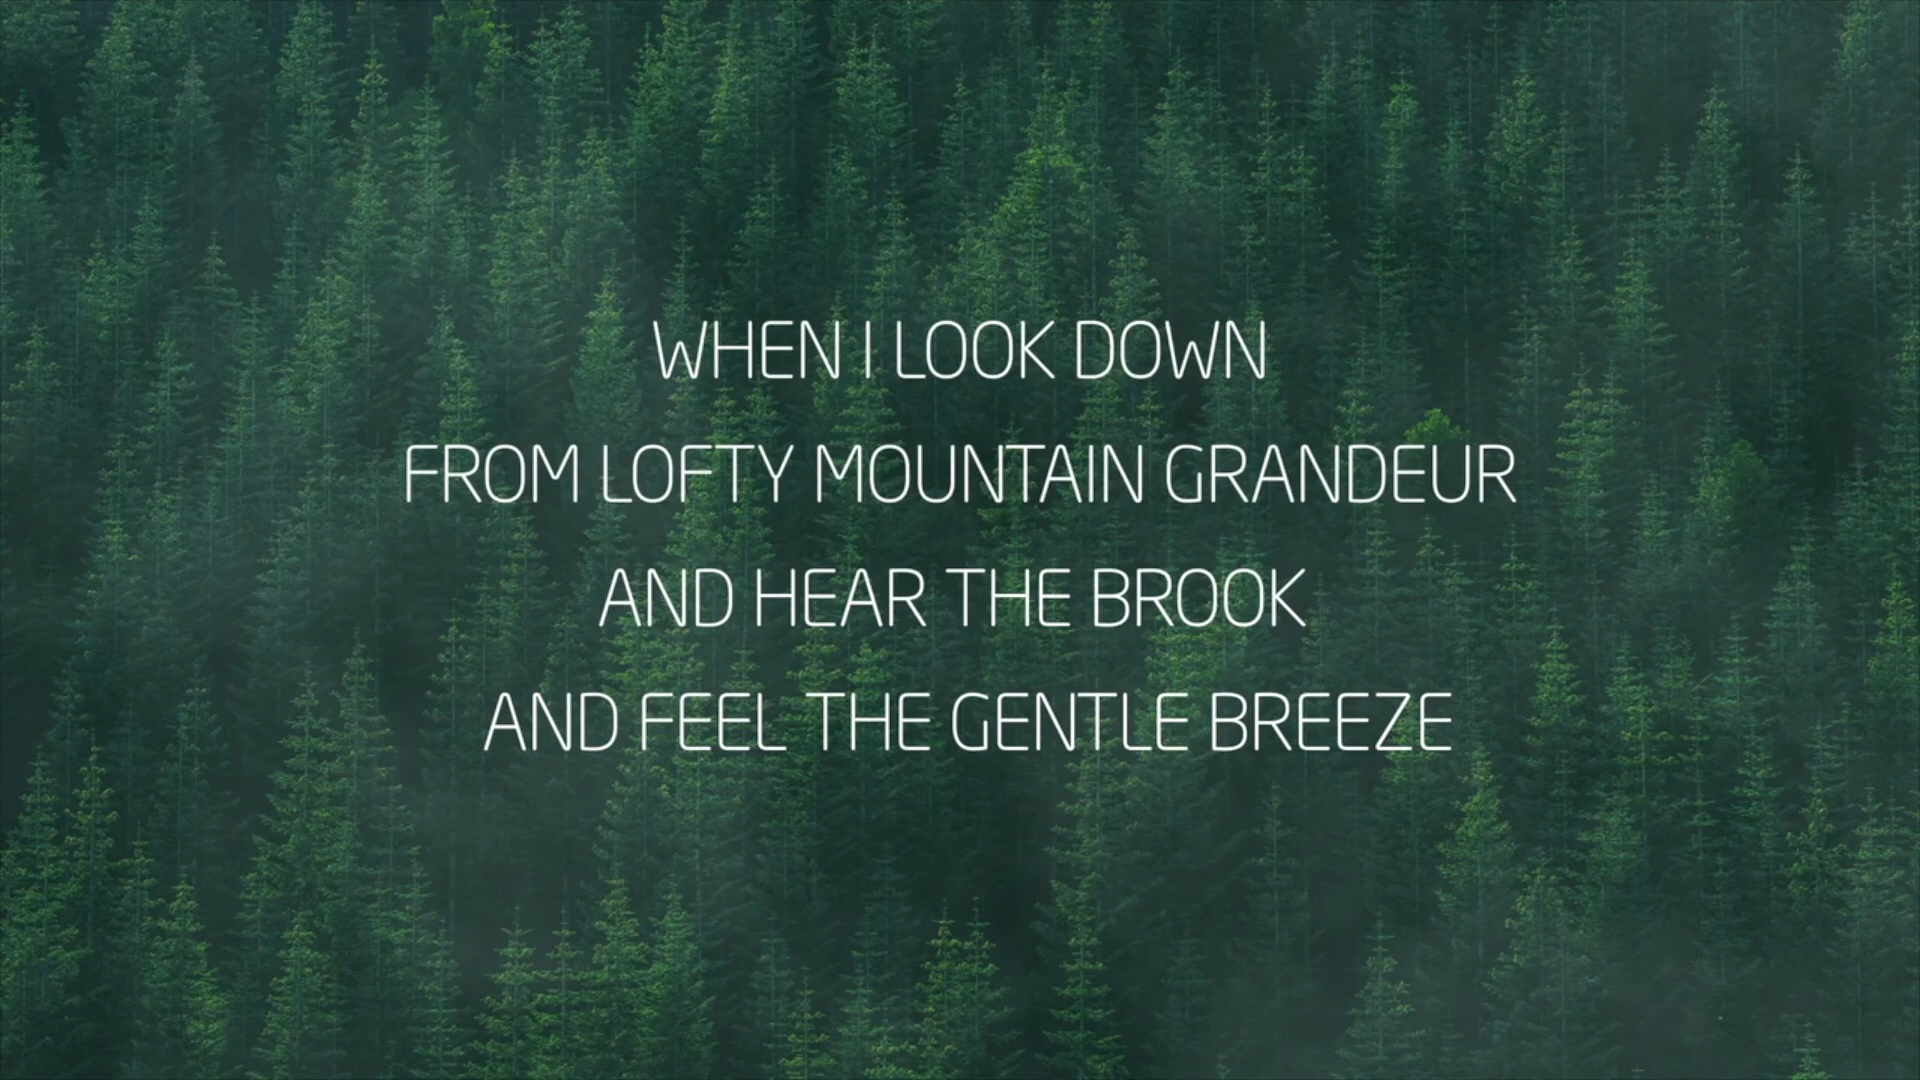 WHEN I LOOK DOWN
FROM LOFTY MOUNTAIN GRANDEUR
AND HEAR THE BROOK
AND FEEL THE GENTLE BREEZE